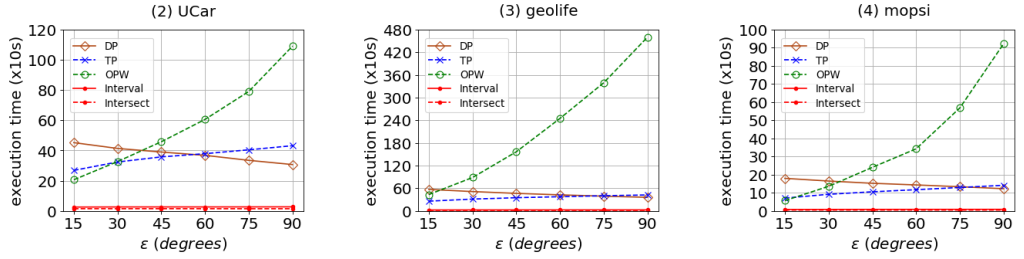 (2) UCar
execution time (x10s)
120
100
80
60
40
20
0
DP
TP
OPW
Interval
Intersect
15 30 45 60 75 90
ε (degrees)
(3) geolife
execution time (x10s)
480
420
360
300
240
180
120
60
0
DP
TP
OPW
Interval
Intersect
15 30 45 60 75 90
ε (degrees)
(4) mopsi
execution time (x10s)
100
90
80
70
60
50
40
30
20
10
0
DP
TP
OPW
Interval
Intersect
15 30 45 60 75 90
ε (degrees)